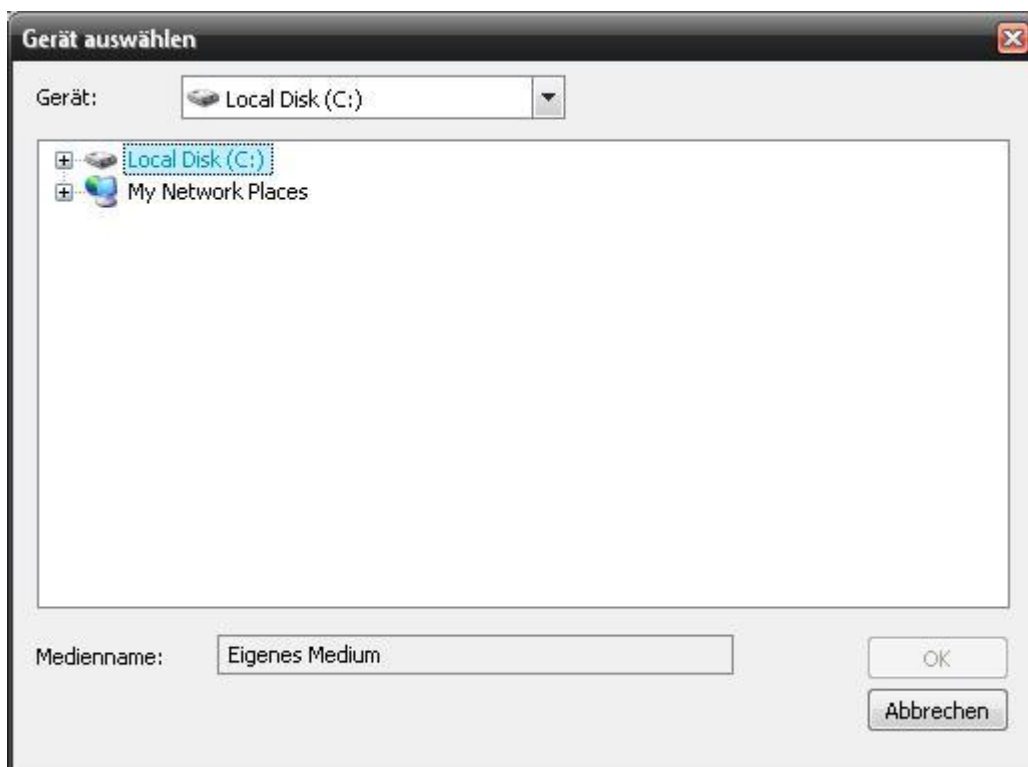 Gerät auswählen
Gerät: Local Disk (C:)
Local Disk (C:)
My Network Places
Medienname: Eigenes Medium
OK
Abbrechen